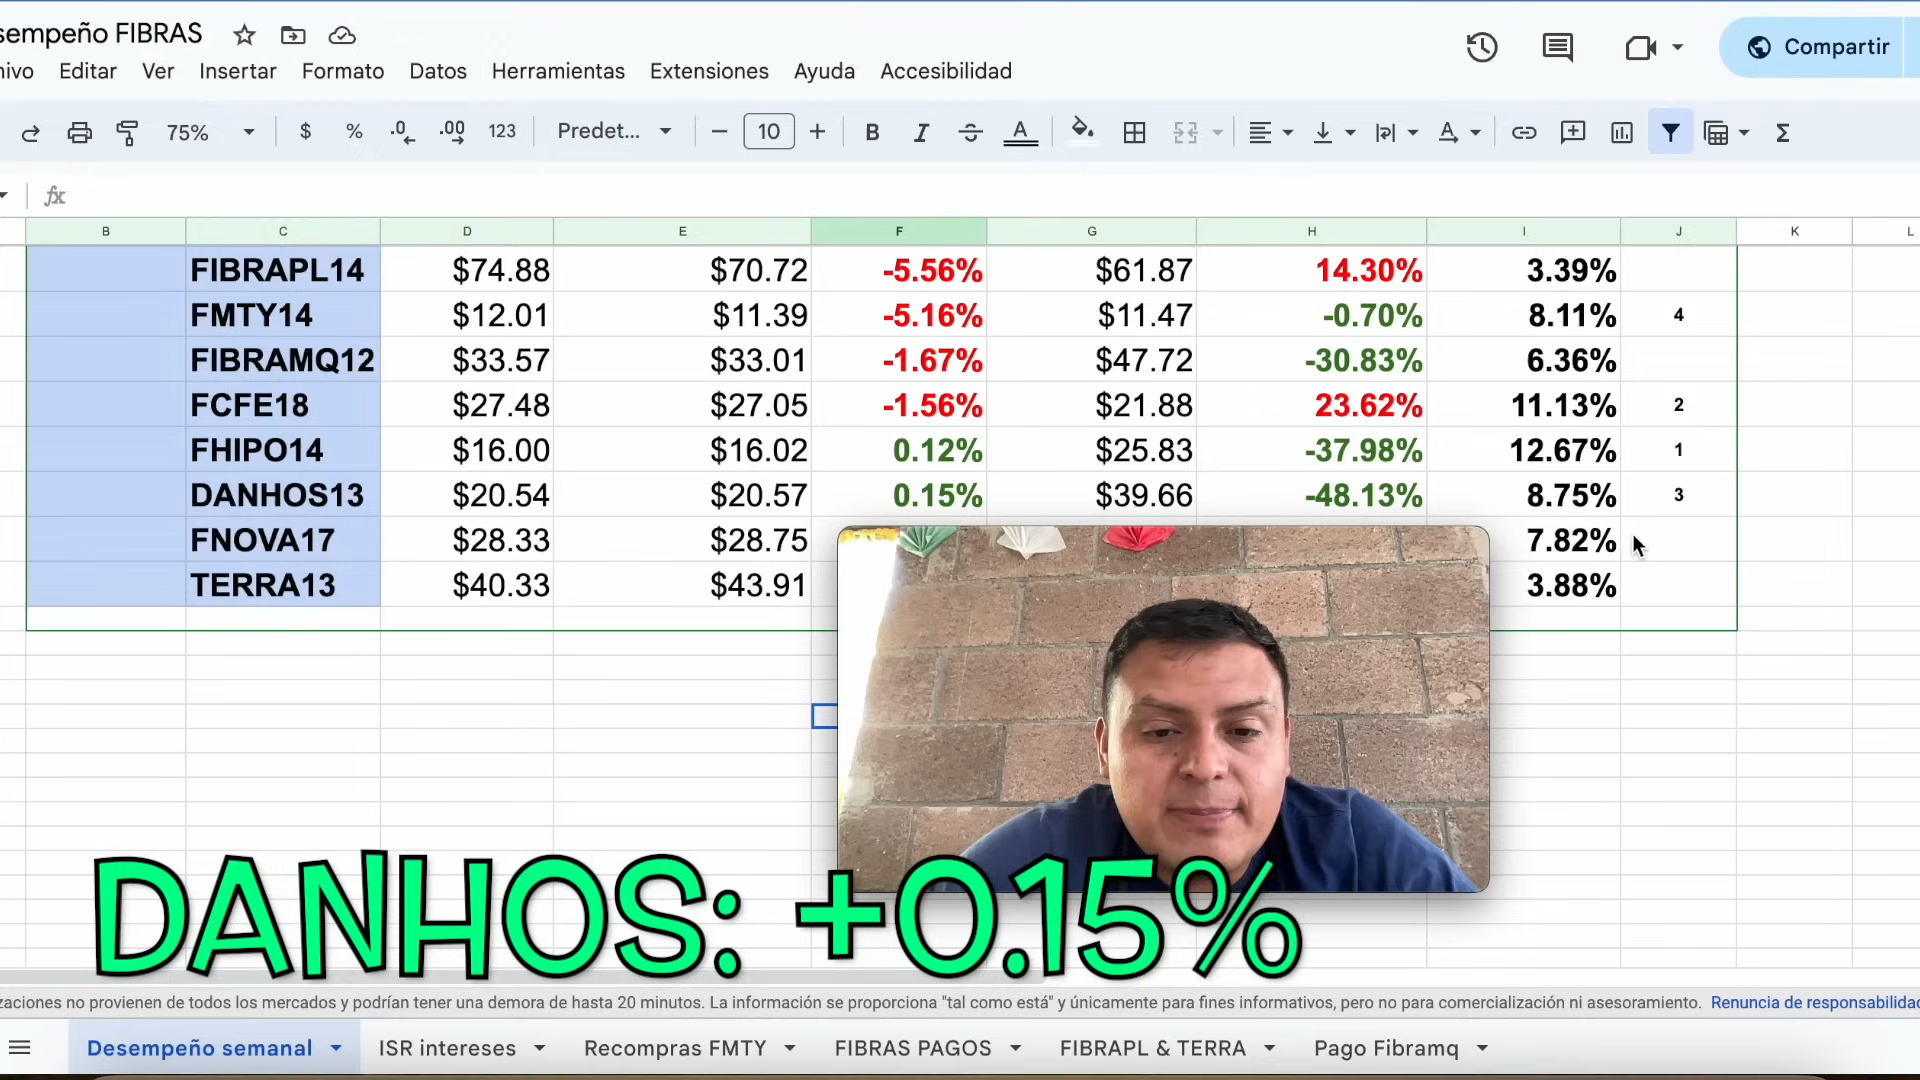 sempeño FIBRAS
Compartir
ivo Editar Ver Insertar Formato Datos Herramientas Extensiones Ayuda Accesibilidad
75% $ % .0 .00 123 Predet... 10 B I A A Σ
fx
B C D E F G H I J K L
FIBRAPL14 $74.88 $70.72 -5.56% $61.87 14.30% 3.39%
FMTY14 $12.01 $11.39 -5.16% $11.47 -0.70% 8.11% 4
FIBRAMQ12 $33.57 $33.01 -1.67% $47.72 -30.83% 6.36%
FCFE18 $27.48 $27.05 -1.56% $21.88 23.62% 11.13% 2
FHIPO14 $16.00 $16.02 0.12% $25.83 -37.98% 12.67% 1
DANHOS13 $20.54 $20.57 0.15% $39.66 -48.13% 8.75% 3
FNOVA17 $28.33 $28.75 7.82%
TERRA13 $40.33 $43.91 3.88%
DANHOS: +0.15%
zaciones no provienen de todos los mercados y podrían tener una demora de hasta 20 minutos. La información se proporciona "tal como está" y únicamente para fines informativos, pero no para comercialización ni asesoramiento. Renuncia de responsabilidad
Desempeño semanal ISR intereses Recompras FMTY FIBRAS PAGOS FIBRAPL & TERRA Pago Fibramq